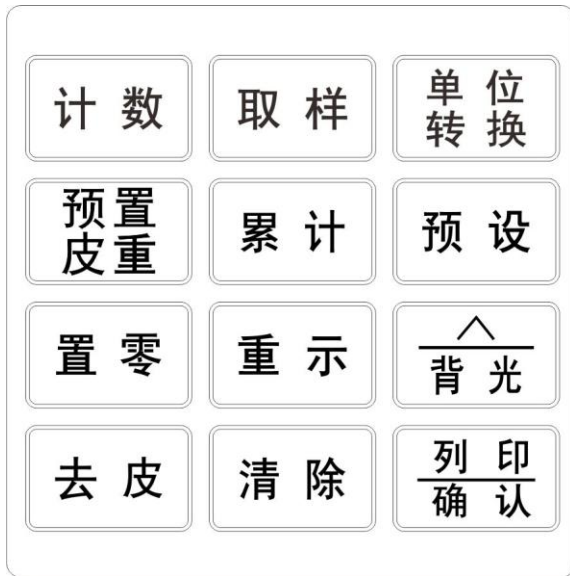 计数
取样
单位
转换
预置
皮重
累计
预设
置零
重示
背光
去皮
清除
列印
确认